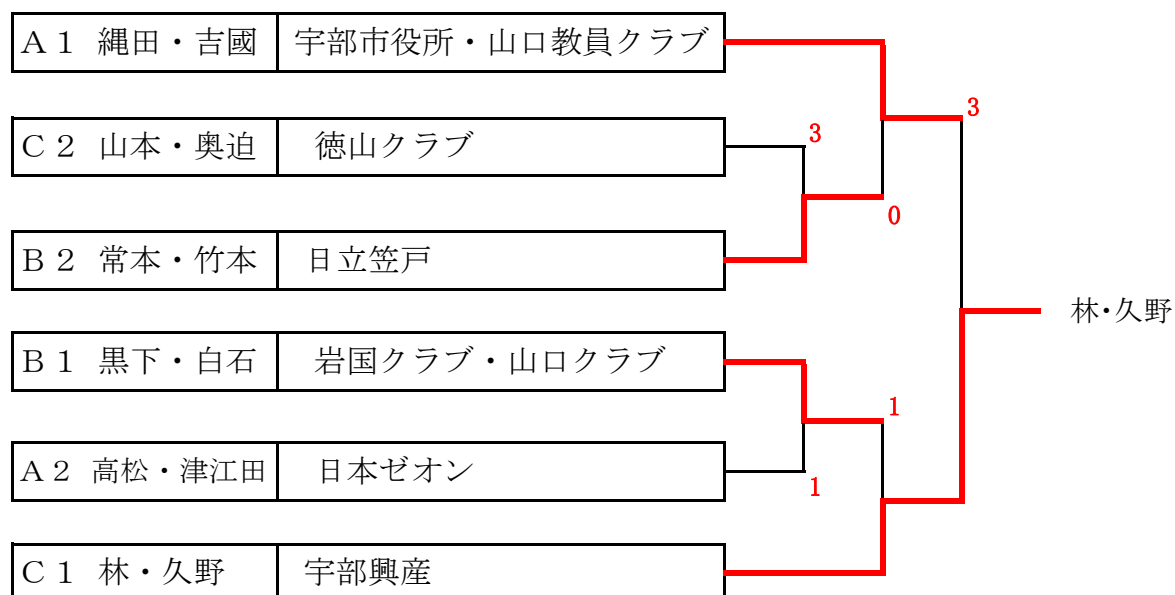 A1 縄田・吉國 宇部市役所・山口教員クラブ
3
C2 山本・奥迫 徳山クラブ
3
0
B2 常本・竹本 日立笠戸
林・久野
B1 黒下・白石 岩国クラブ・山口クラブ
1
A2 高松・津江田 日本ゼオン
1
C1 林・久野 宇部興産